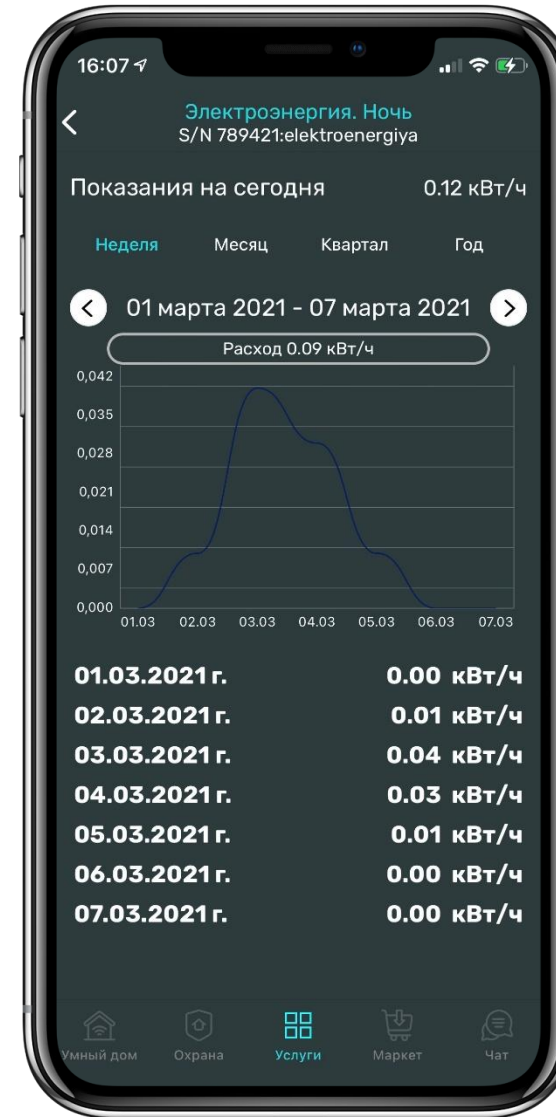 16:07
Электроэнергия. Ночь
S/N 789421:elektroenergiya
Показания на сегодня 0.12 кВт/ч
Неделя Месяц Квартал Год
01 марта 2021 - 07 марта 2021
Расход 0.09 кВт/ч
0,042
0,035
0,028
0,021
0,014
0,007
0,000
01.03 02.03 03.03 04.03 05.03 06.03 07.03
01.03.2021 г. 0.00 кВт/ч
02.03.2021 г. 0.01 кВт/ч
03.03.2021 г. 0.04 кВт/ч
04.03.2021 г. 0.03 кВт/ч
05.03.2021 г. 0.01 кВт/ч
06.03.2021 г. 0.00 кВт/ч
07.03.2021 г. 0.00 кВт/ч
Умный дом Охрана Услуги Маркет Чат